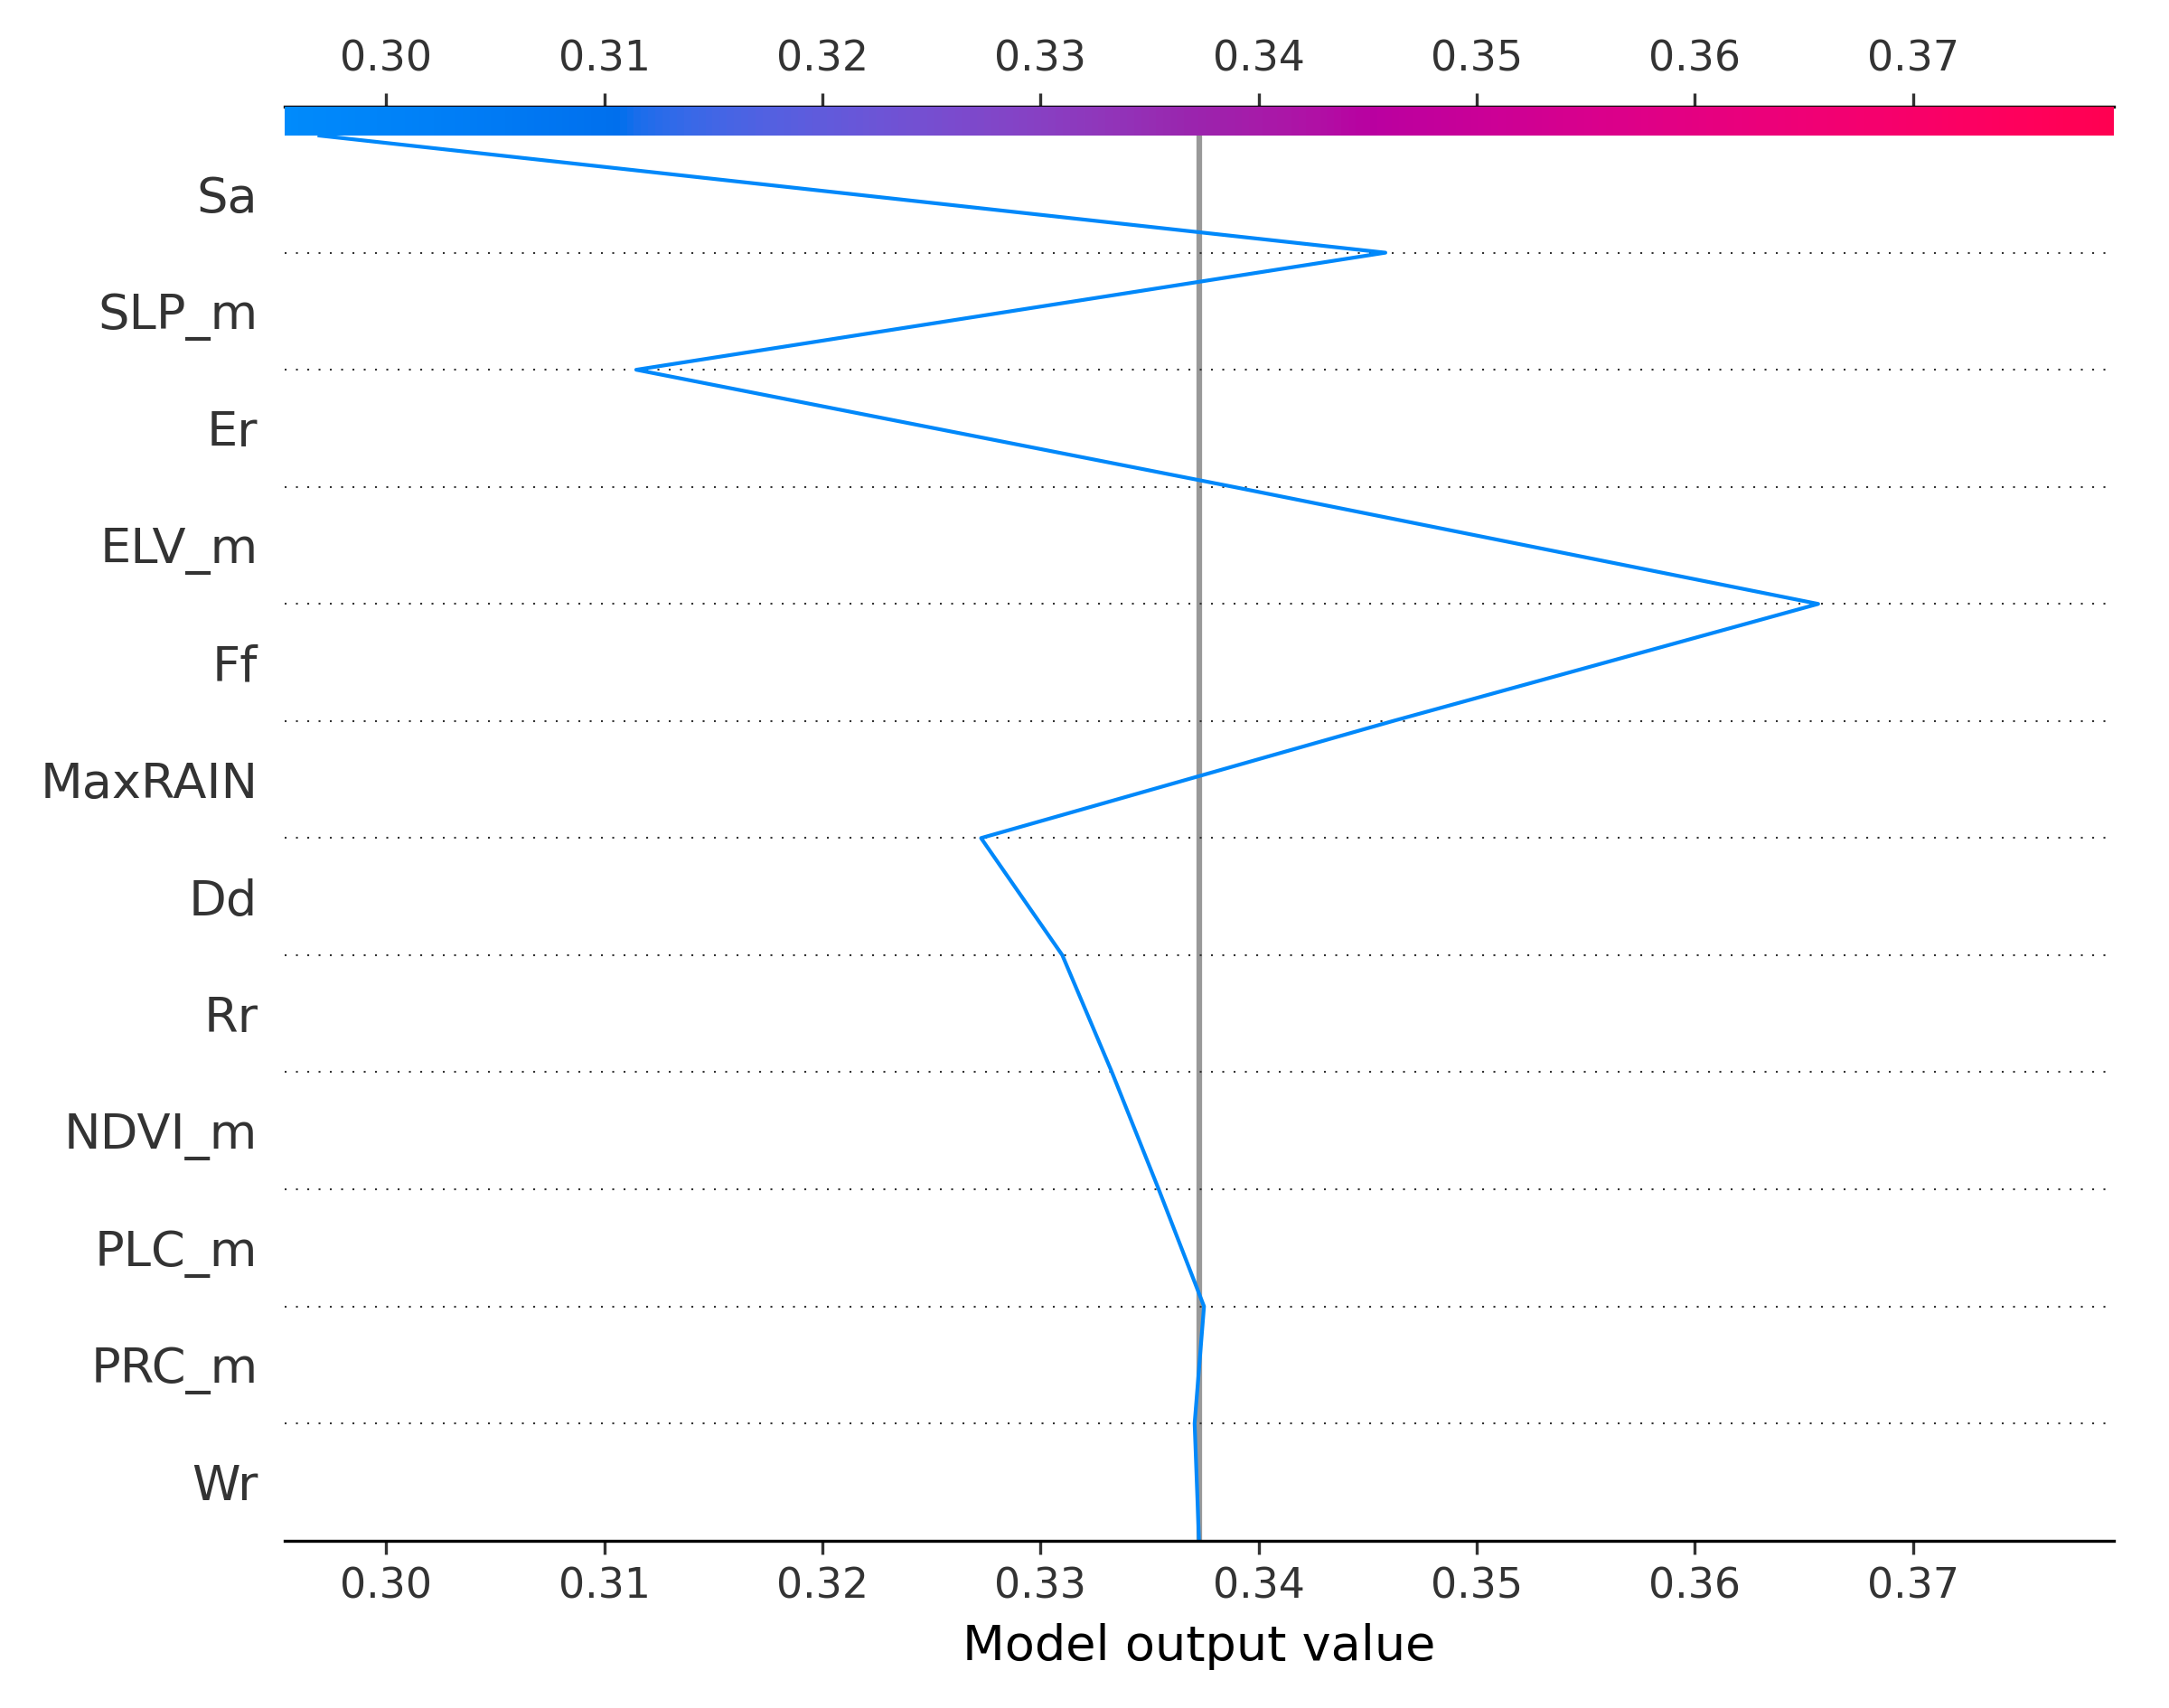 0.30 0.31 0.32 0.33 0.34 0.35 0.36 0.37
Sa
SLP_m
Er
ELV_m
Ff
MaxRAIN
Dd
Rr
NDVI_m
PLC_m
PRC_m
Wr
0.30 0.31 0.32 0.33 0.34 0.35 0.36 0.37
Model output value